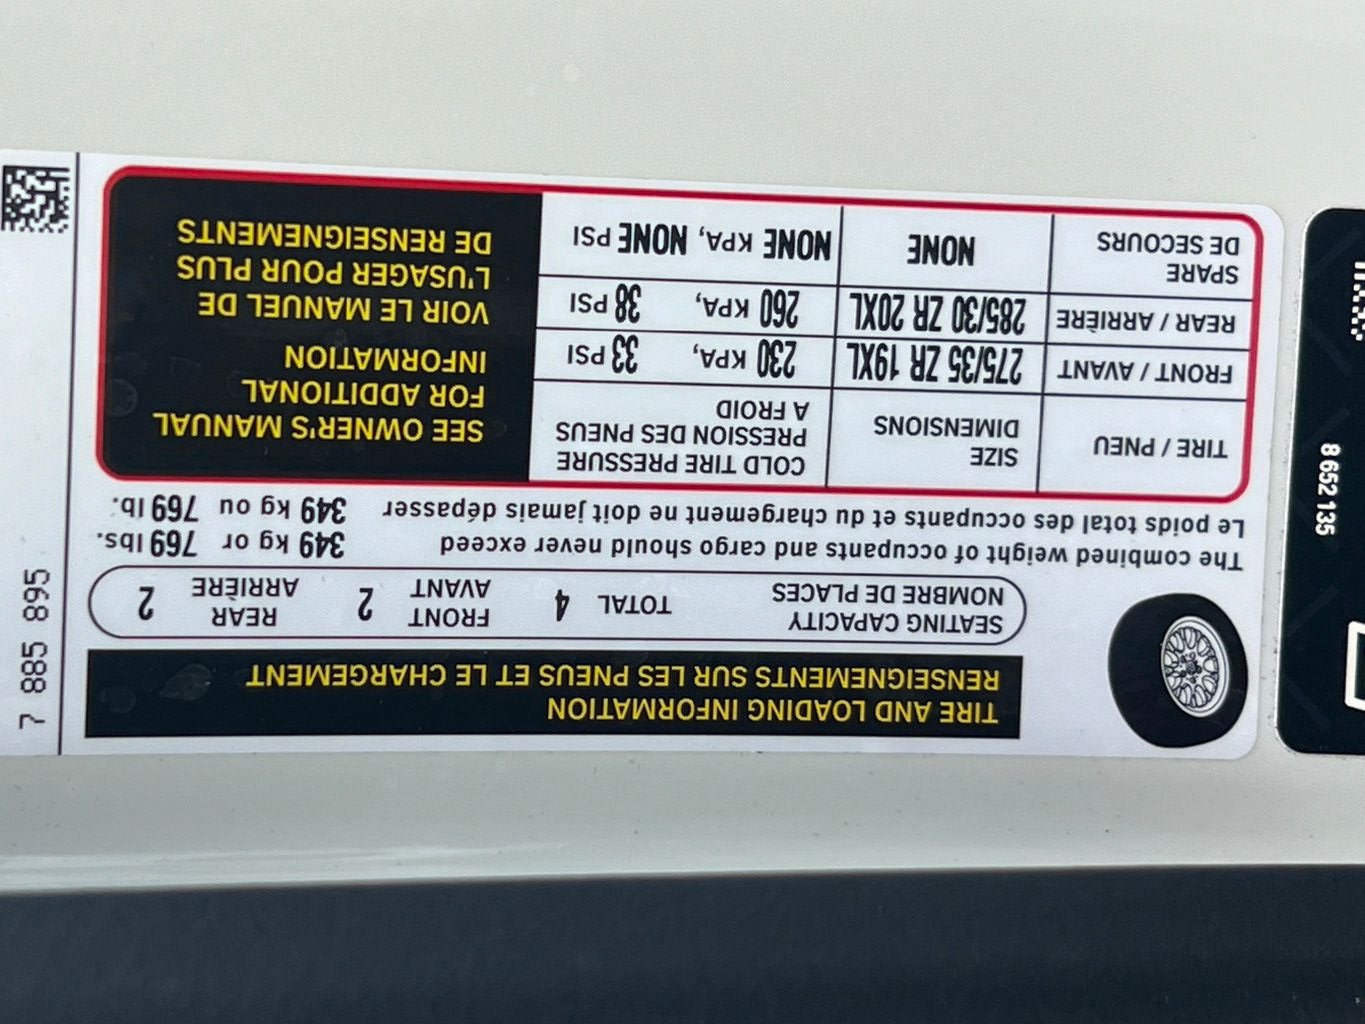 TIRE AND LOADING INFORMATION
RENSEIGNEMENTS SUR LES PNEUS ET LE CHARGEMENT
SEATING CAPACITY
NOMBRE DE PLACES
TOTAL 4
FRONT
AVANT 2
REAR
ARRIÈRE 2
The combined weight of occupants and cargo should never exceed 349 kg or 769 lbs.
Le poids total des occupants et du chargement ne doit jamais dépasser 349 kg ou 769 lb.
TIRE / PNEU
SIZE
DIMENSIONS
COLD TIRE PRESSURE
PRESSION DES PNEUS
A FROID
FRONT / AVANT 275/35 ZR 19XL 230 KPA, 33 PSI
REAR / ARRIÈRE 285/30 ZR 20XL 260 KPA, 38 PSI
SPARE
DE SECOURS
NONE NONE KPA, NONE PSI
SEE OWNER'S MANUAL
FOR ADDITIONAL
INFORMATION
VOIR LE MANUEL DE
L'USAGER POUR PLUS
DE RENSEIGNEMENTS
7 885 895
8 652 135